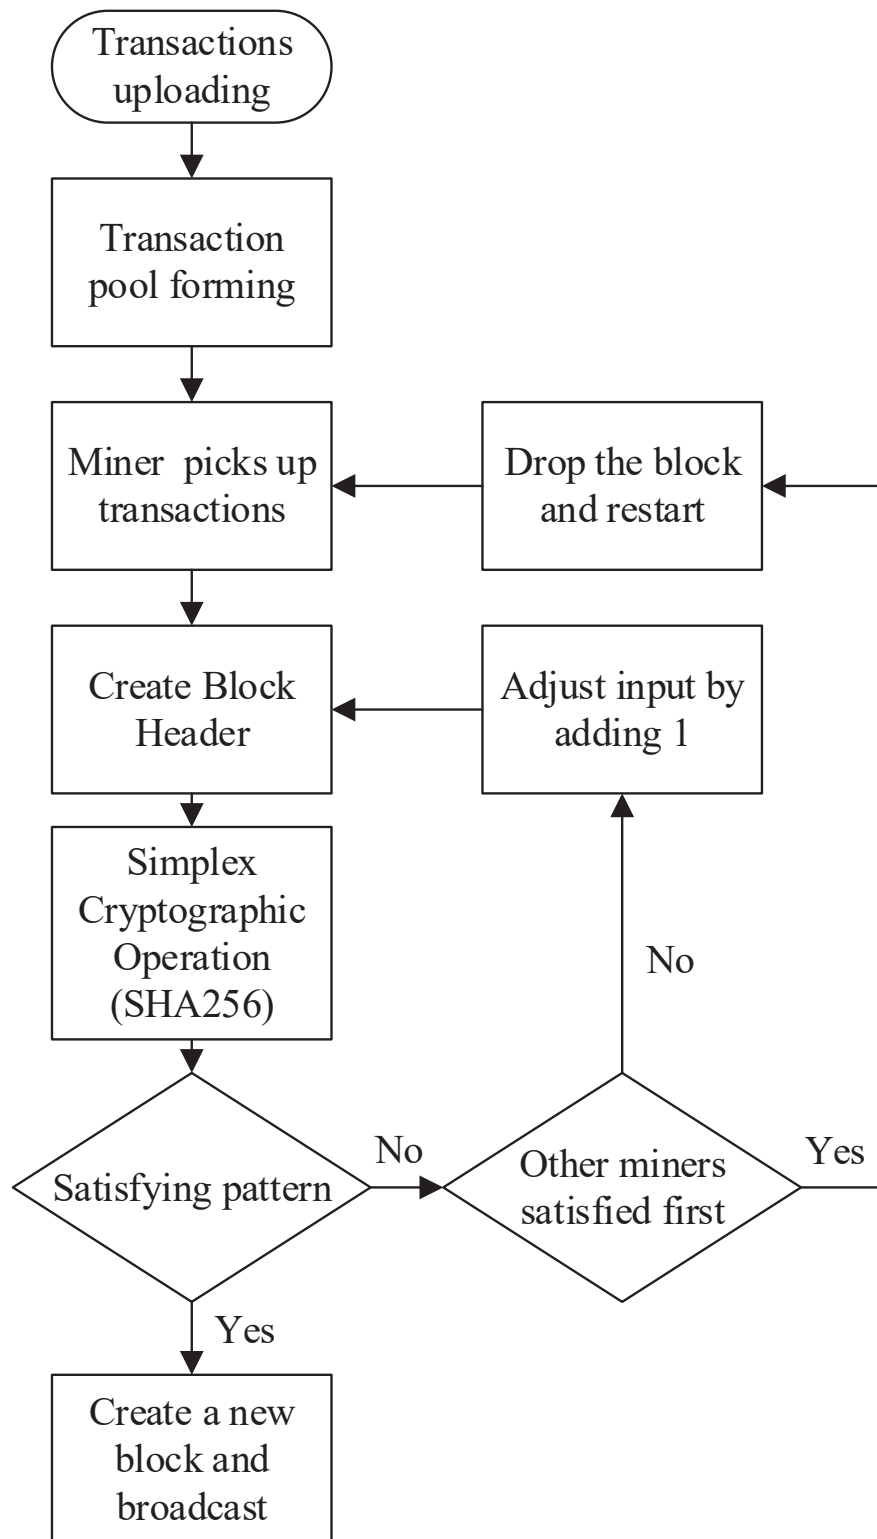 Transactions
uploading
Transaction
pool forming
Miner  picks up
transactions
Drop the block
and restart
Create Block
Header
Adjust input by
adding 1
Simplex
Cryptographic
Operation
(SHA256)
No
Satisfying pattern
No
Other miners
satisfied first
Yes
Yes
Create a new
block and
broadcast